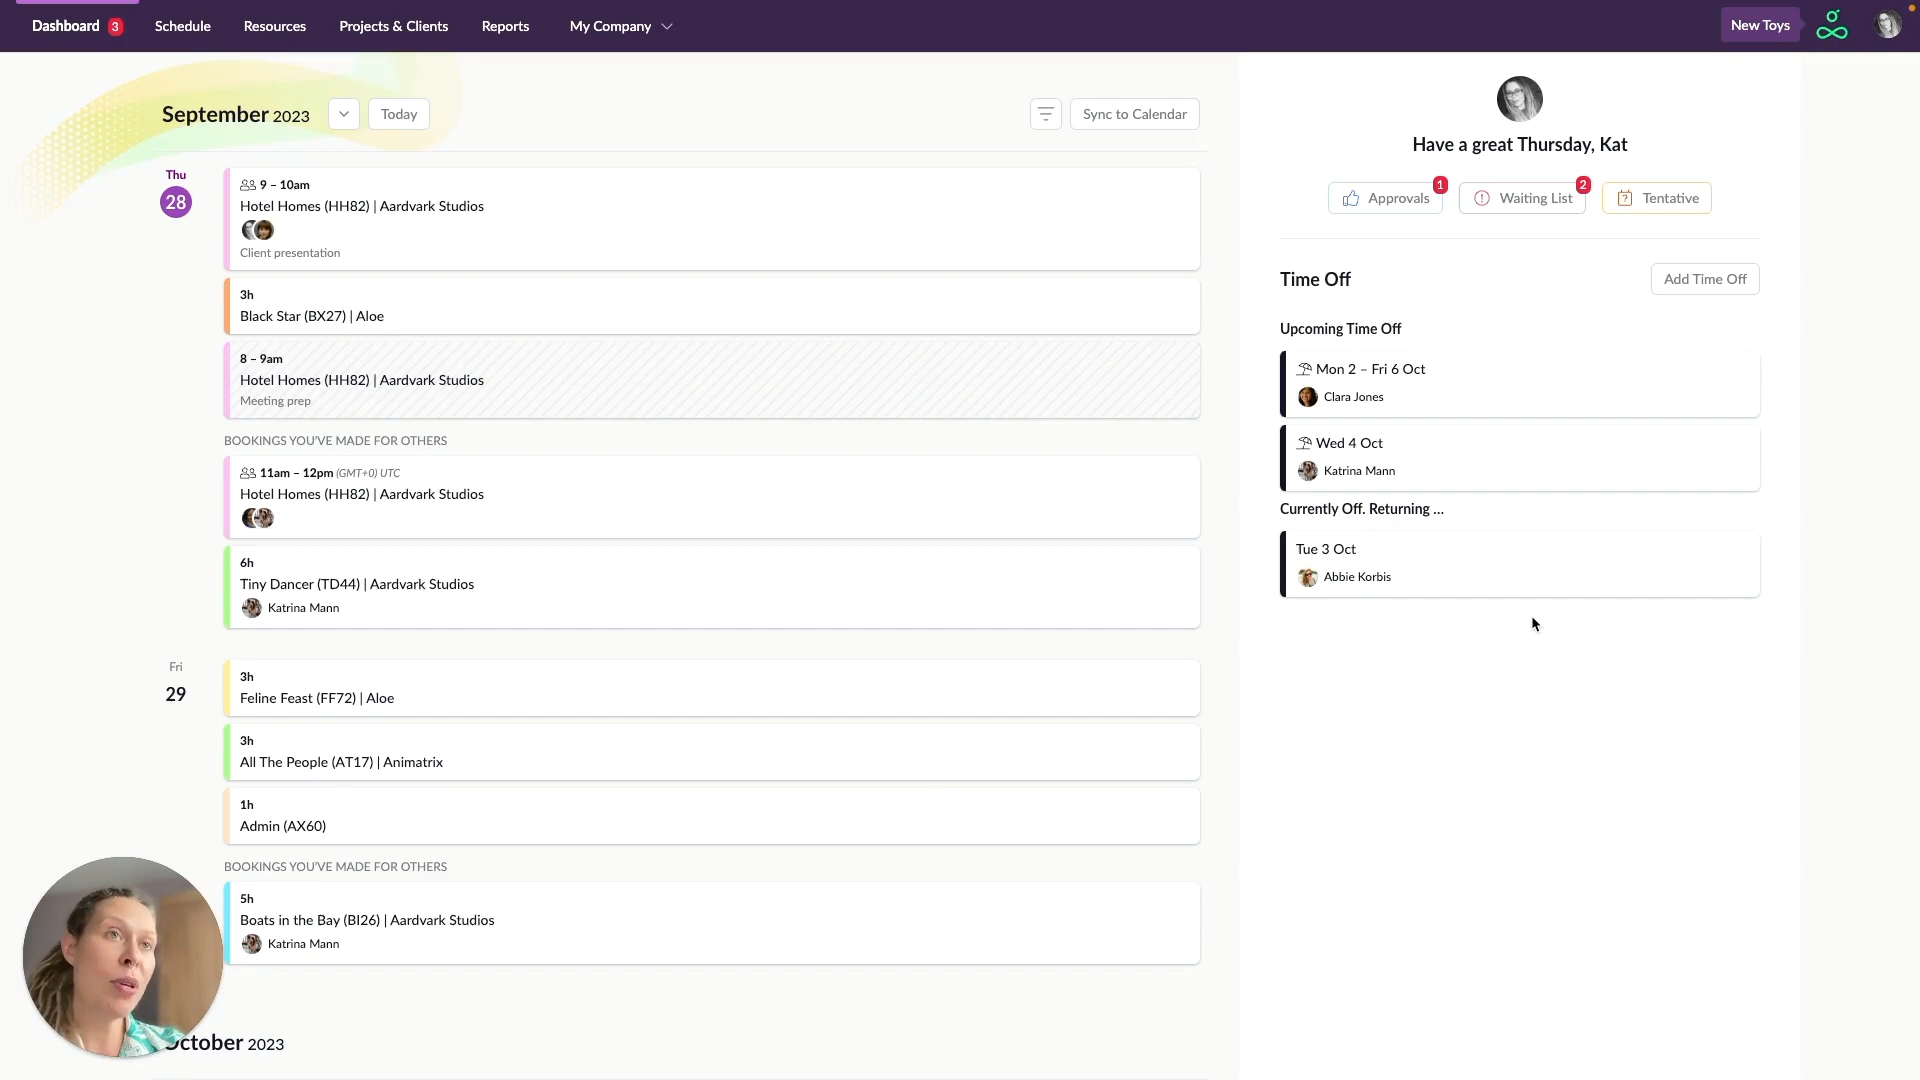 Dashboard 3 Schedule Resources Projects & Clients Reports My Company New Toys
September 2023 Today Sync to Calendar
Thu
28
9 – 10am
Hotel Homes (HH82) | Aardvark Studios
Client presentation
3h
Black Star (BX27) | Aloe
8 – 9am
Hotel Homes (HH82) | Aardvark Studios
Meeting prep
BOOKINGS YOU'VE MADE FOR OTHERS
11am – 12pm (GMT+0) UTC
Hotel Homes (HH82) | Aardvark Studios
6h
Tiny Dancer (TD44) | Aardvark Studios
Katrina Mann
Fri
29
3h
Feline Feast (FF72) | Aloe
3h
All The People (AT17) | Animatrix
1h
Admin (AX60)
BOOKINGS YOU'VE MADE FOR OTHERS
5h
Boats in the Bay (BI26) | Aardvark Studios
Katrina Mann
October 2023
Have a great Thursday, Kat
Approvals 1 Waiting List 2 Tentative
Time Off Add Time Off
Upcoming Time Off
Mon 2 – Fri 6 Oct
Clara Jones
Wed 4 Oct
Katrina Mann
Currently Off. Returning ...
Tue 3 Oct
Abbie Korbis